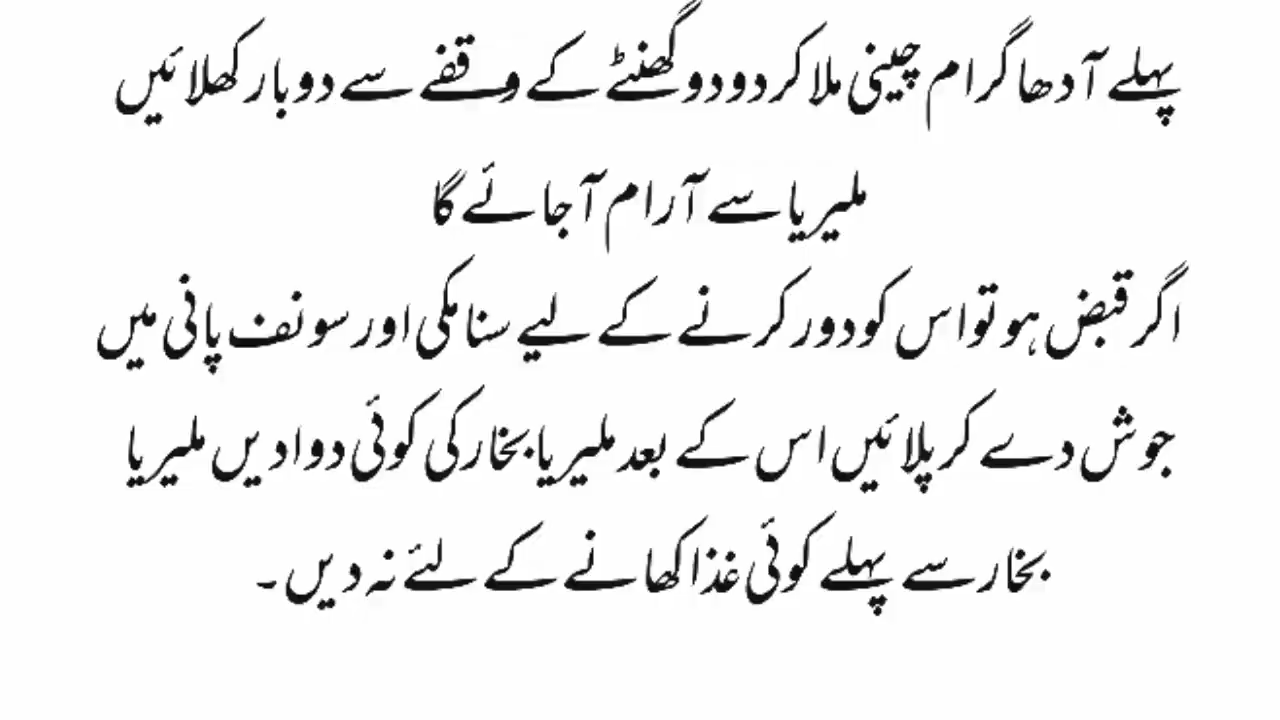 پہلے آدھا گرام چینی ملا کر دو دو گھنٹے کے وقفے سے دو بار کھلائیں
ملیریا سے آرام آ جائے گا
اگر قبض ہو تو اس کو دور کرنے کے لیے سنا مکی اور سونف پانی میں
جوش دے کر پلائیں اس کے بعد ملیریا بخار کی کوئی دوا دیں ملیریا
بخار سے پہلے کوئی غذا کھانے کے لئے نہ دیں۔